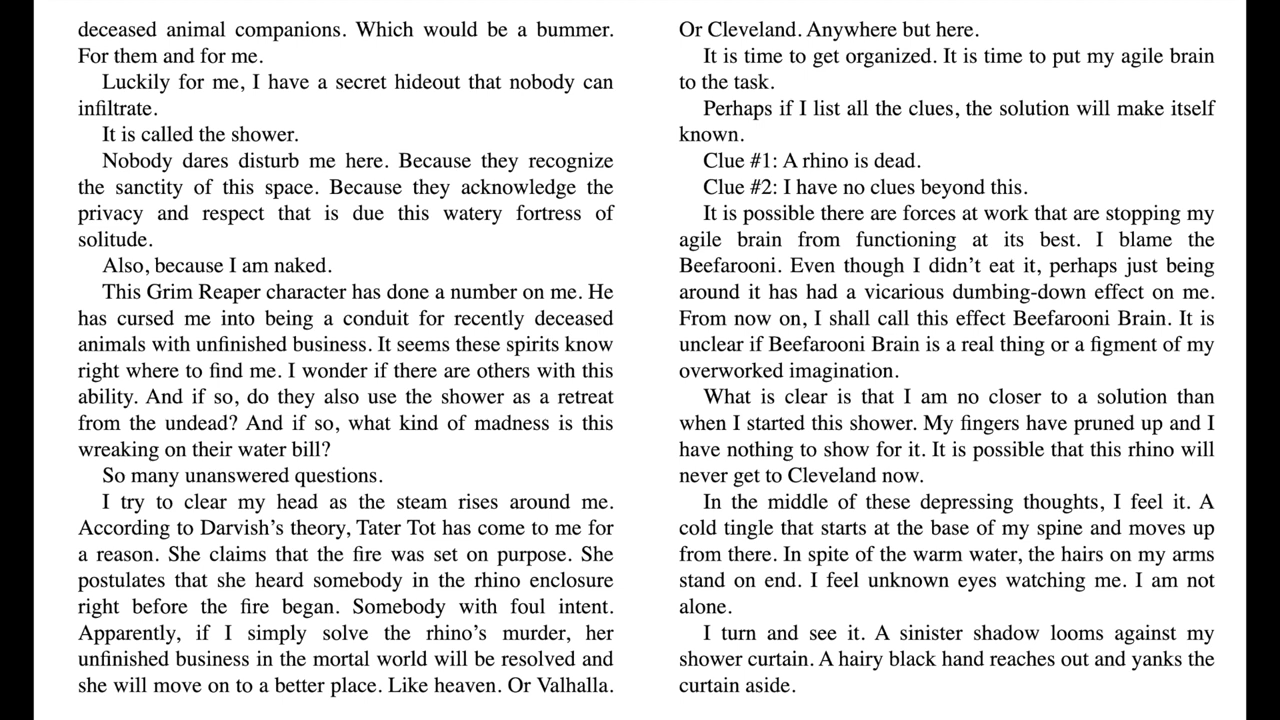 deceased animal companions. Which would be a bummer.
For them and for me.
Luckily for me, I have a secret hideout that nobody can
infiltrate.
It is called the shower.
Nobody dares disturb me here. Because they recognize
the sanctity of this space. Because they acknowledge the
privacy and respect that is due this watery fortress of
solitude.
Also, because I am naked.
This Grim Reaper character has done a number on me. He
has cursed me into being a conduit for recently deceased
animals with unfinished business. It seems these spirits know
right where to find me. I wonder if there are others with this
ability. And if so, do they also use the shower as a retreat
from the undead? And if so, what kind of madness is this
wreaking on their water bill?
So many unanswered questions.
I try to clear my head as the steam rises around me.
According to Darvish’s theory, Tater Tot has come to me for
a reason. She claims that the fire was set on purpose. She
postulates that she heard somebody in the rhino enclosure
right before the fire began. Somebody with foul intent.
Apparently, if I simply solve the rhino’s murder, her
unfinished business in the mortal world will be resolved and
she will move on to a better place. Like heaven. Or Valhalla.
Or Cleveland. Anywhere but here.
It is time to get organized. It is time to put my agile brain
to the task.
Perhaps if I list all the clues, the solution will make itself
known.
Clue #1: A rhino is dead.
Clue #2: I have no clues beyond this.
It is possible there are forces at work that are stopping my
agile brain from functioning at its best. I blame the
Beefarooni. Even though I didn’t eat it, perhaps just being
around it has had a vicarious dumbing-down effect on me.
From now on, I shall call this effect Beefarooni Brain. It is
unclear if Beefarooni Brain is a real thing or a figment of my
overworked imagination.
What is clear is that I am no closer to a solution than
when I started this shower. My fingers have pruned up and I
have nothing to show for it. It is possible that this rhino will
never get to Cleveland now.
In the middle of these depressing thoughts, I feel it. A
cold tingle that starts at the base of my spine and moves up
from there. In spite of the warm water, the hairs on my arms
stand on end. I feel unknown eyes watching me. I am not
alone.
I turn and see it. A sinister shadow looms against my
shower curtain. A hairy black hand reaches out and yanks the
curtain aside.